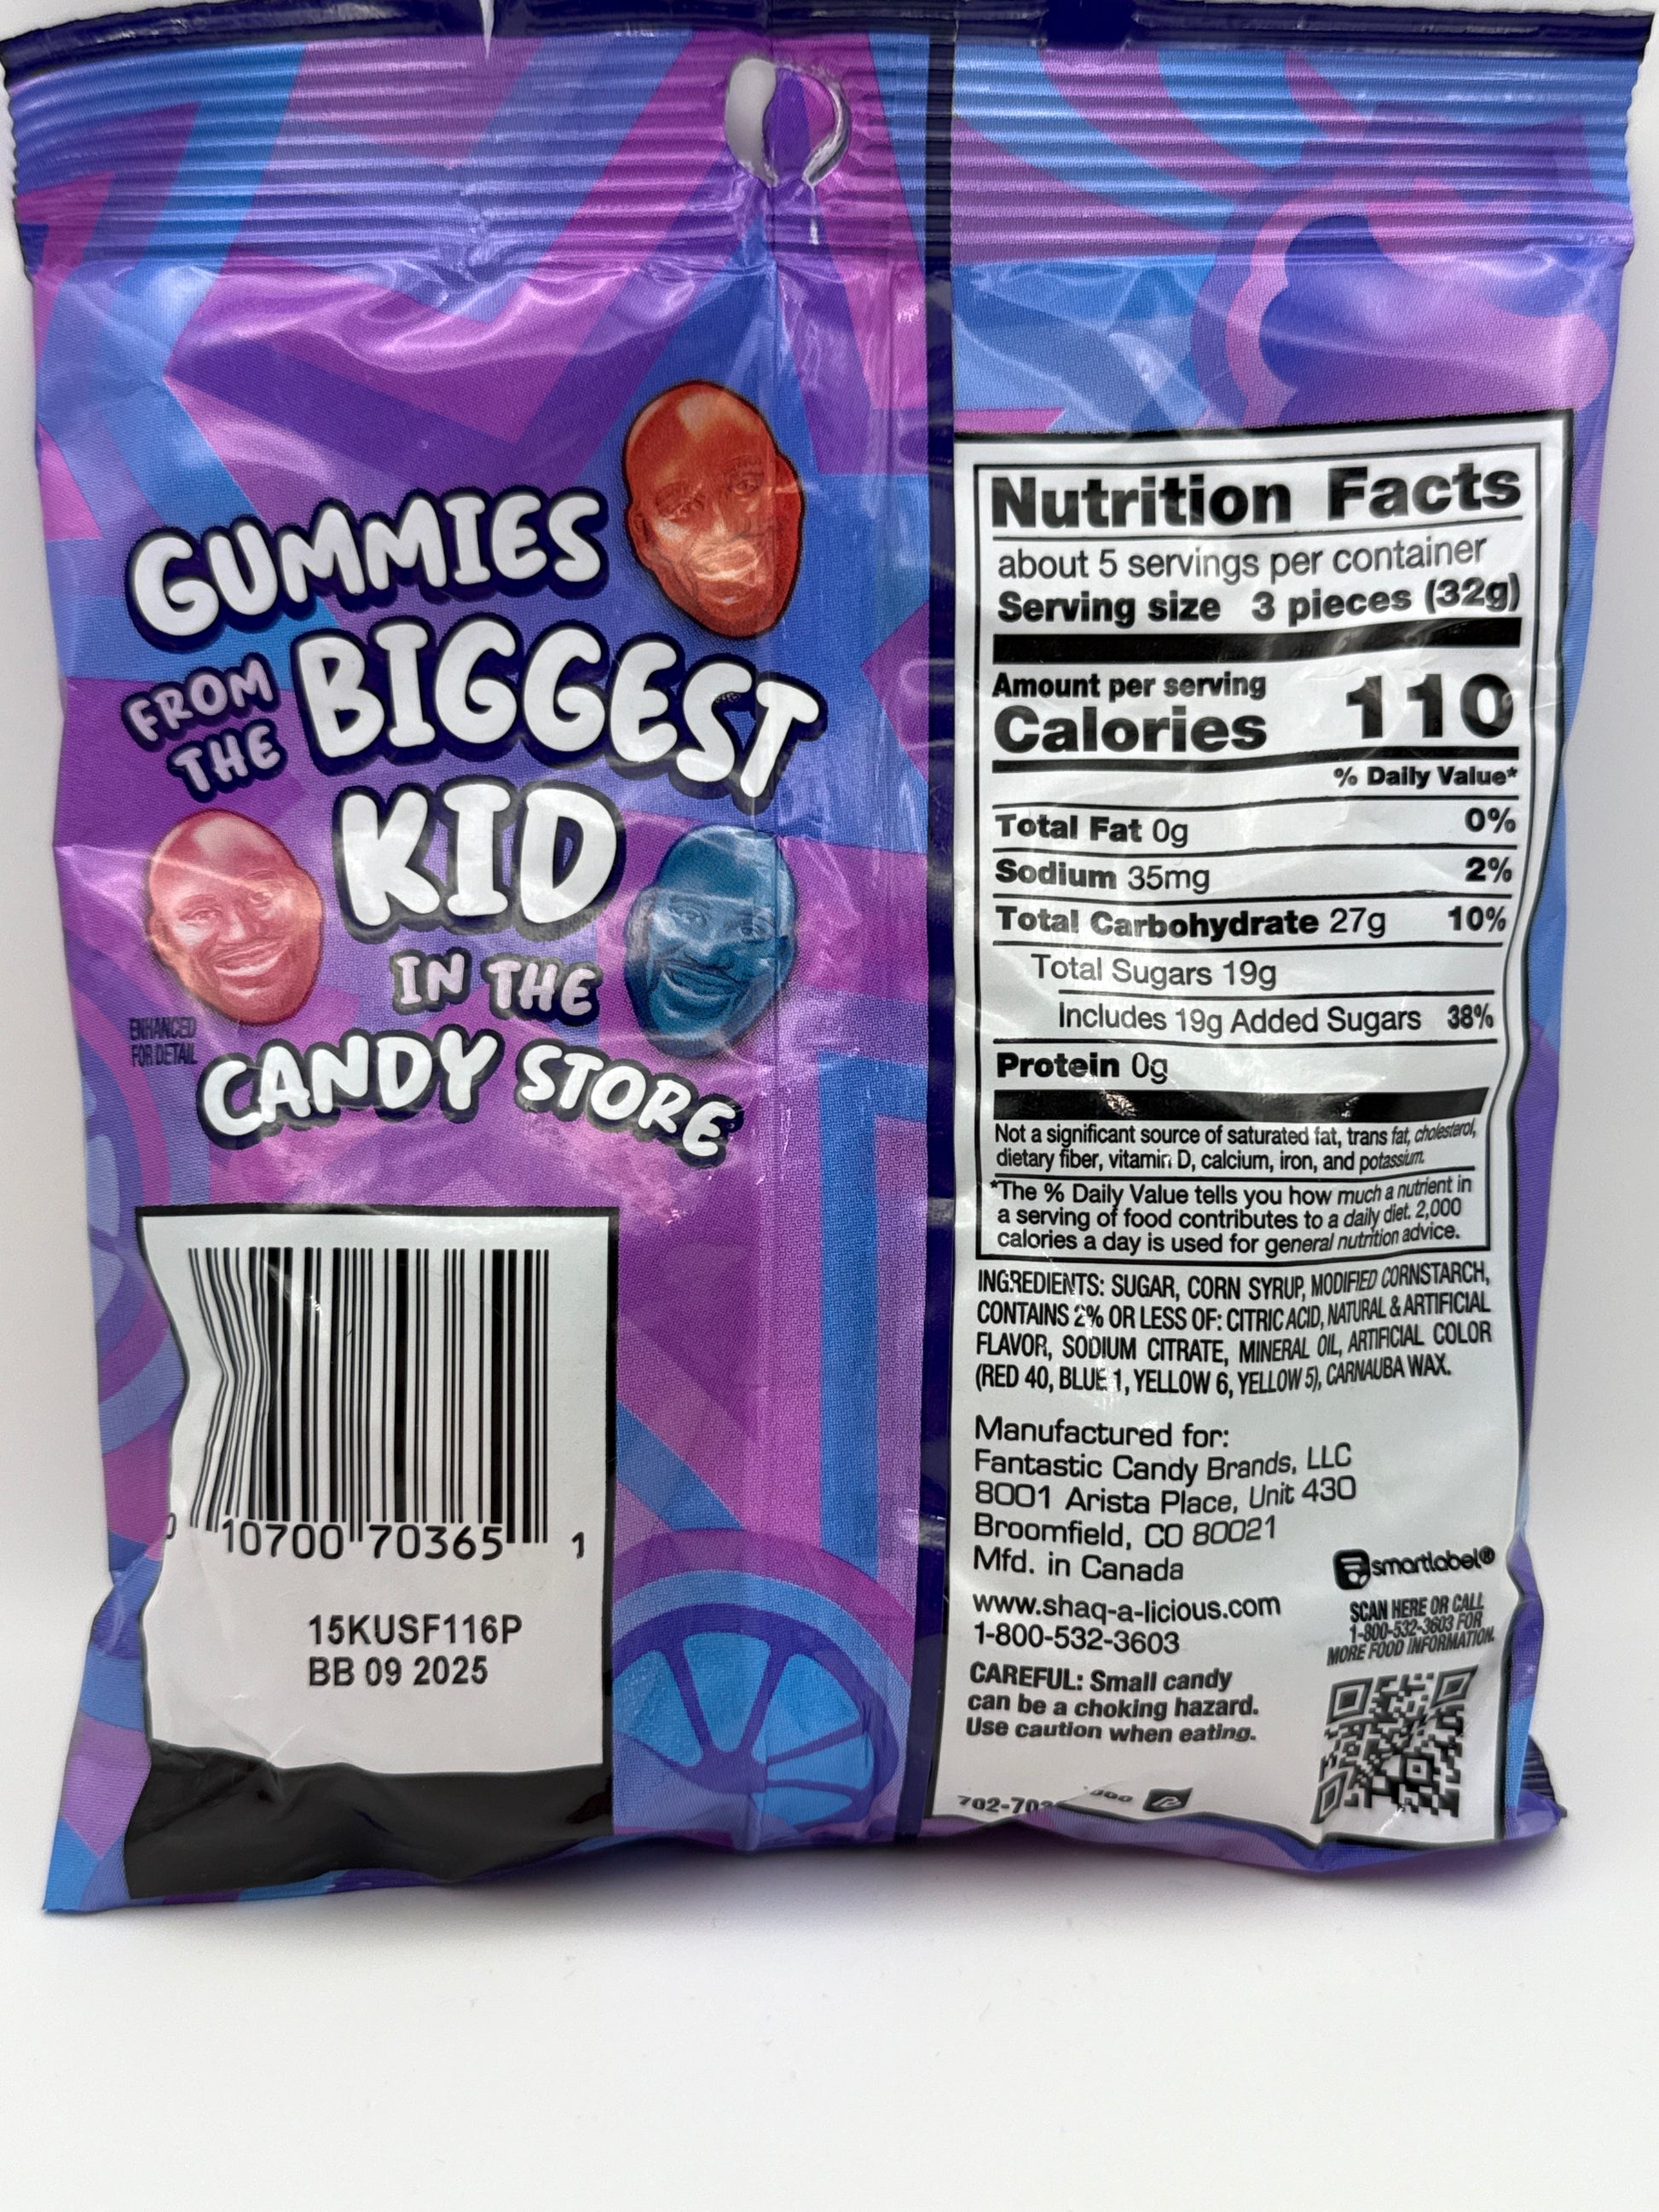 GUMMIES
FROM THE BIGGEST
KID
IN THE
CANDY STORE
ENHANCED
FOR DETAIL
0 10700 70365 1
15KUSF116P
BB 09 2025
Nutrition Facts
about 5 servings per container
Serving size 3 pieces (32g)
Amount per serving
Calories 110
% Daily Value*
Total Fat 0g 0%
Sodium 35mg 2%
Total Carbohydrate 27g 10%
Total Sugars 19g
Includes 19g Added Sugars 38%
Protein 0g
Not a significant source of saturated fat, trans fat, cholesterol,
dietary fiber, vitamin D, calcium, iron, and potassium.
*The % Daily Value tells you how much a nutrient in
a serving of food contributes to a daily diet. 2,000
calories a day is used for general nutrition advice.
INGREDIENTS: SUGAR, CORN SYRUP, MODIFIED CORNSTARCH,
CONTAINS 2% OR LESS OF: CITRIC ACID, NATURAL & ARTIFICIAL
FLAVOR, SODIUM CITRATE, MINERAL OIL, ARTIFICIAL COLOR
(RED 40, BLUE 1, YELLOW 6, YELLOW 5), CARNAUBA WAX.
Manufactured for:
Fantastic Candy Brands, LLC
8001 Arista Place, Unit 430
Broomfield, CO 80021
Mfd. in Canada
www.shaq-a-licious.com
1-800-532-3603
CAREFUL: Small candy
can be a choking hazard.
Use caution when eating.
smartlabel®
SCAN HERE OR CALL
1-800-532-3603 FOR
MORE FOOD INFORMATION.